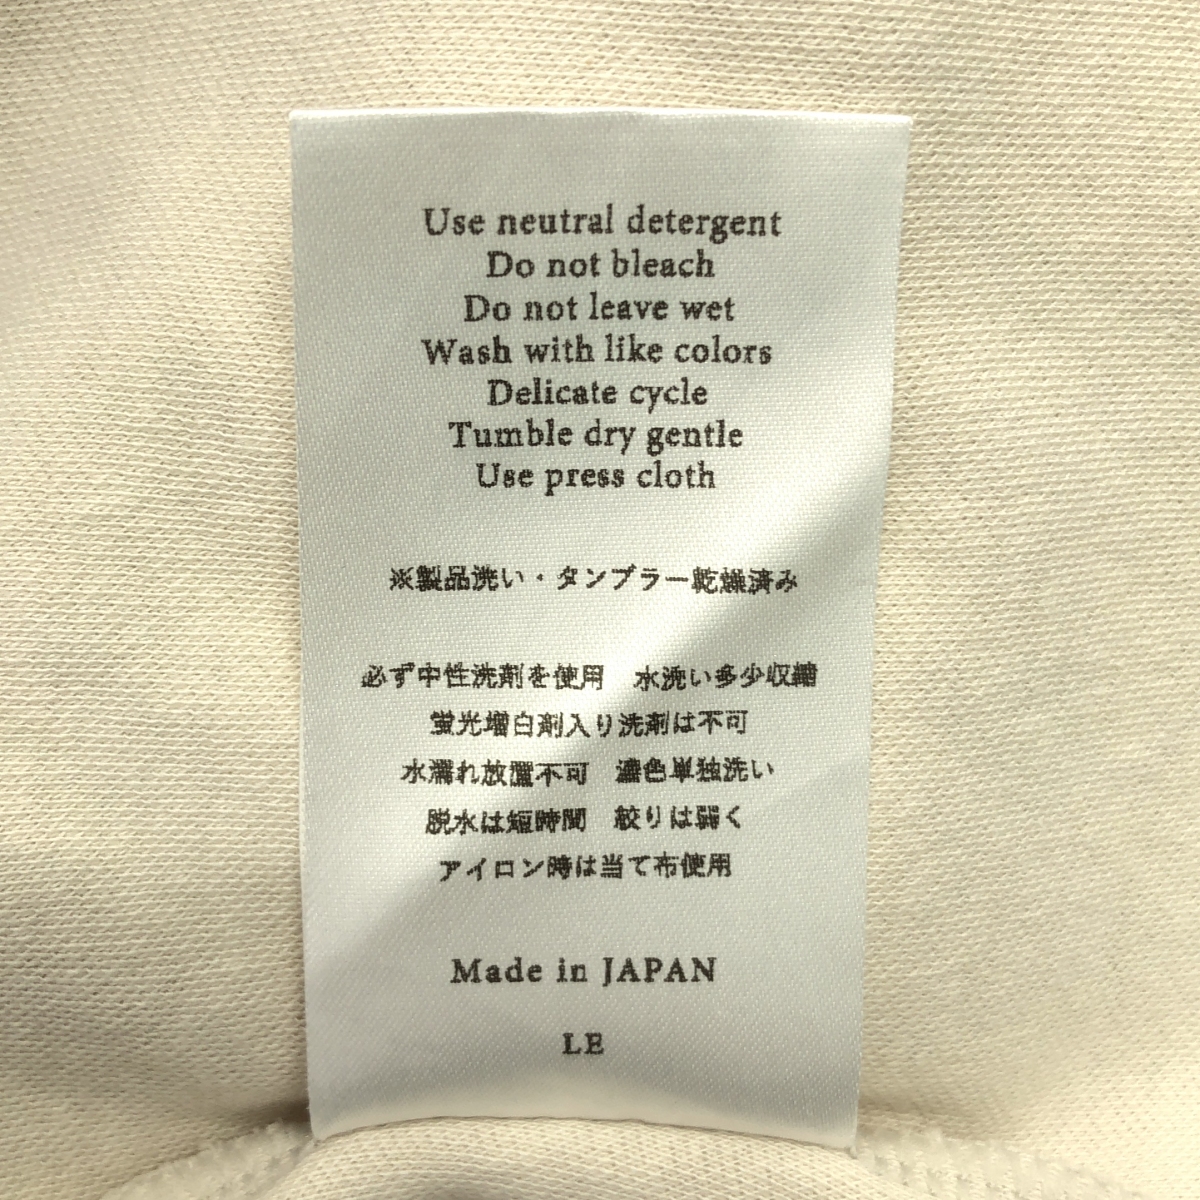 Use neutral detergent
Do not bleach
Do not leave wet
Wash with like colors
Delicate cycle
Tumble dry gentle
Use press cloth
※製品洗い・タンブラー乾燥済み
必ず中性洗剤を使用　水洗い多少収縮
蛍光増白剤入り洗剤は不可
水濡れ放置不可　濃色単独洗い
脱水は短時間　絞りは弱く
アイロン時は当て布使用
Made in JAPAN
LE